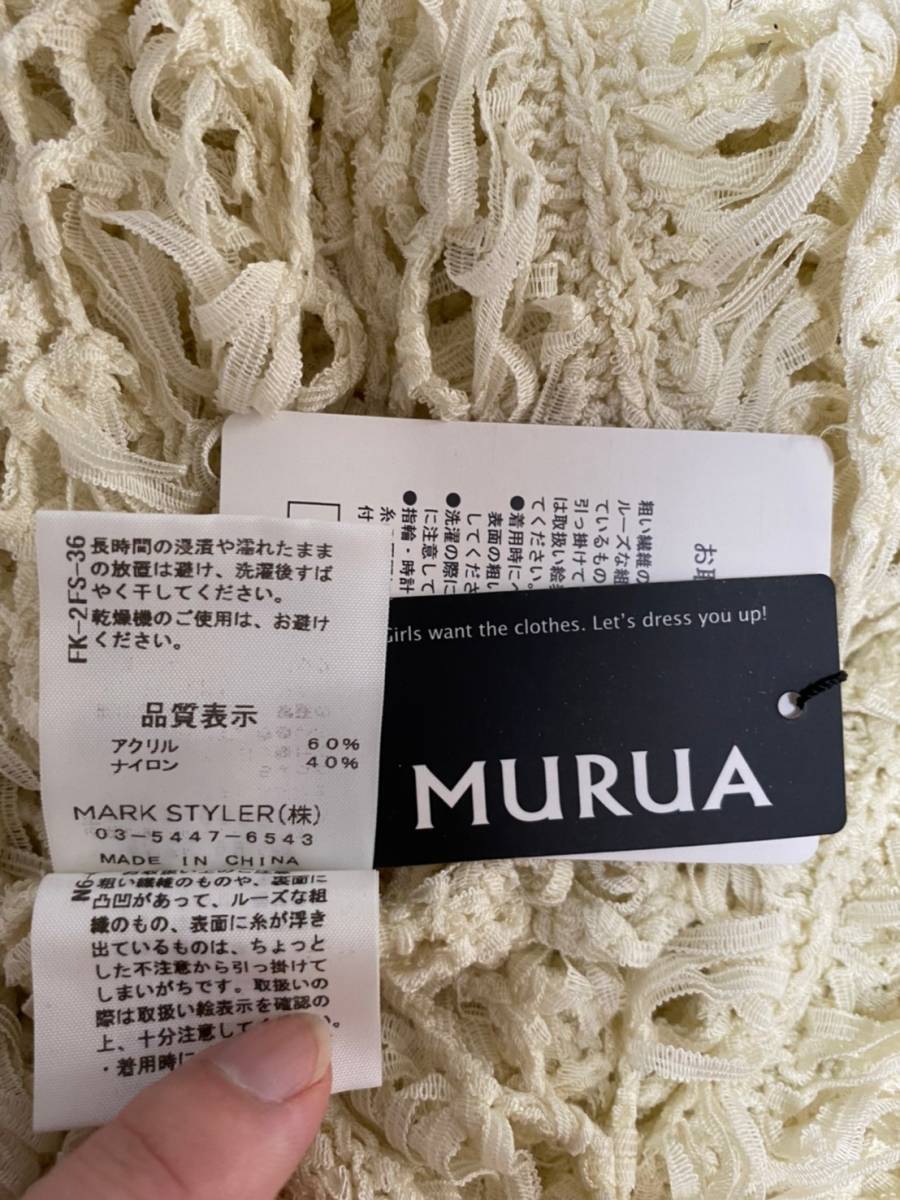 粗い繊維の
ルーズな組
ているもの
引っ掛けて
は取扱い絵
てください。
●着用時に
表面の粗い
してくださ
●洗濯の際に
に注意して
●指輪・時計
付
Girls want the clothes. Let's dress you up!
MURUA
FK-2FS-36
長時間の浸漬や濡れたまま
の放置は避け、洗濯後すば
やく干してください。
乾燥機のご使用は、お避け
ください。
品質表示
アクリル 60%
ナイロン 40%
MARK STYLER(株)
03-5447-6543
MADE IN CHINA
N6-
粗い繊維のものや、表面に
凸凹があって、ルーズな組
織のもの、表面に糸が浮き
出ているものは、ちょっと
した不注意から引っ掛けて
しまいがちです。取扱いの
際は取扱い絵表示を確認の
上、十分注意して
・着用時に